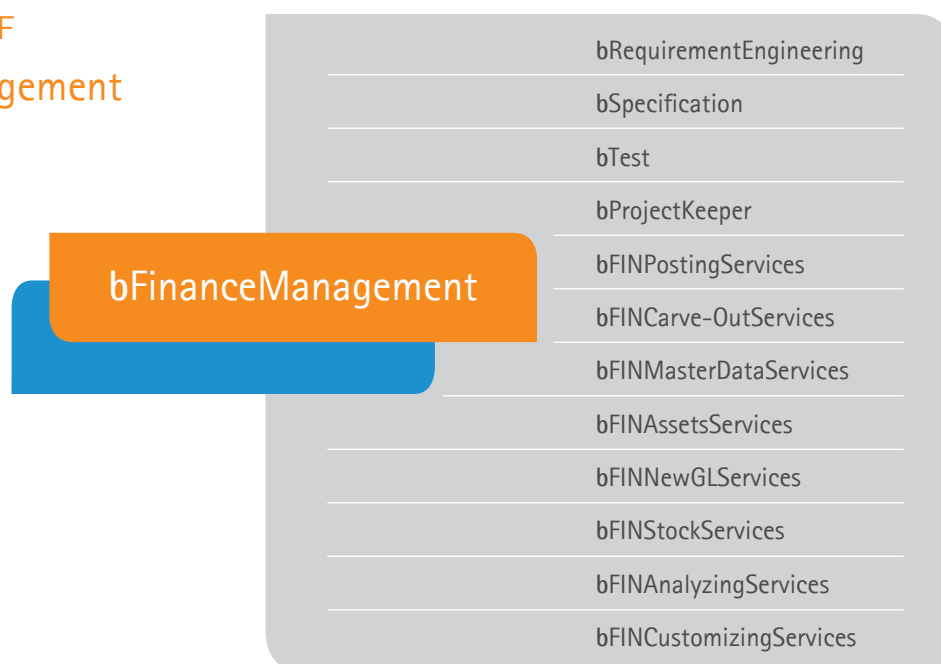 F
gement
bRequirementEngineering
bSpecification
bTest
bProjectKeeper
bFINPostingServices
bFinanceManagement
bFINCarve-OutServices
bFINMasterDataServices
bFINAssetsServices
bFINNewGLServices
bFINStockServices
bFINAnalyzingServices
bFINCustomizingServices